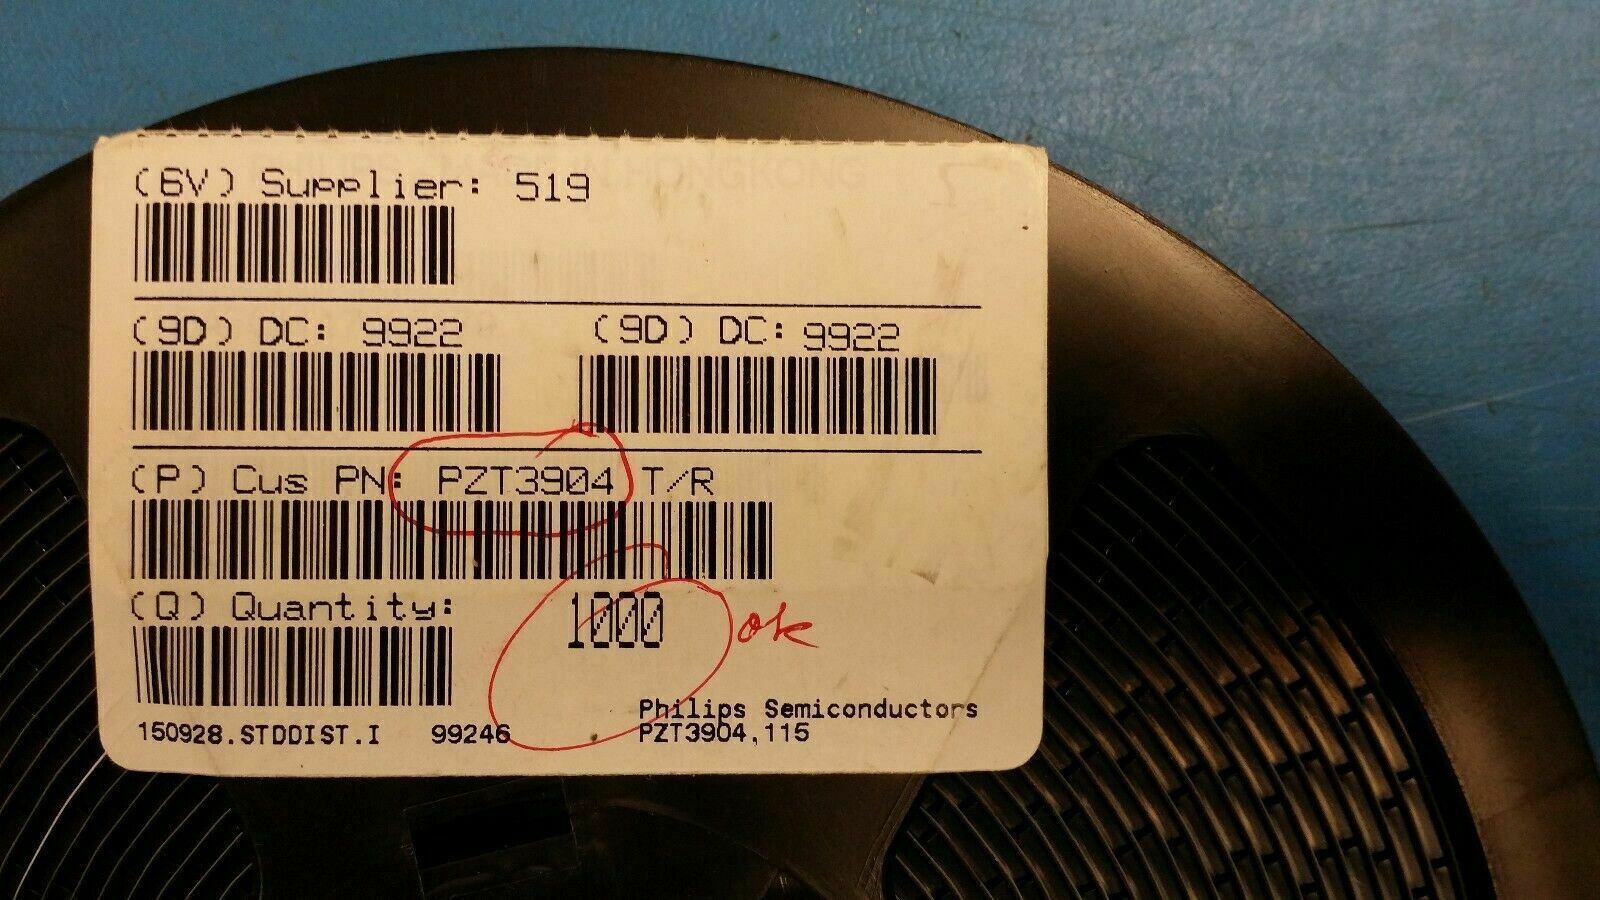 (6V) Supplier: 519
(9D) DC: 9922 (9D) DC: 9922
(P) Cus PN: PZT3904 T/R
(Q) Quantity: 1000 ok
Philips Semiconductors
150928.STDDIST.I 99246 PZT3904,115